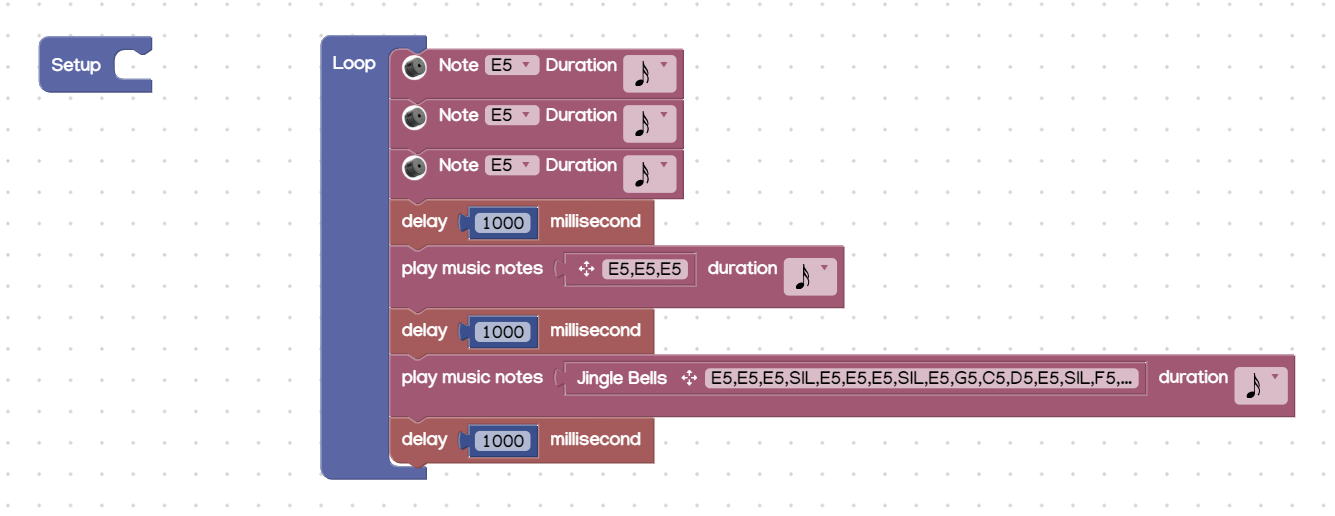 Setup
Loop
Note E5 Duration
Note E5 Duration
Note E5 Duration
delay 1000 millisecond
play music notes E5,E5,E5 duration
delay 1000 millisecond
play music notes Jingle Bells E5,E5,E5,SIL,E5,E5,E5,SIL,E5,G5,C5,D5,E5,SIL,F5,... duration
delay 1000 millisecond